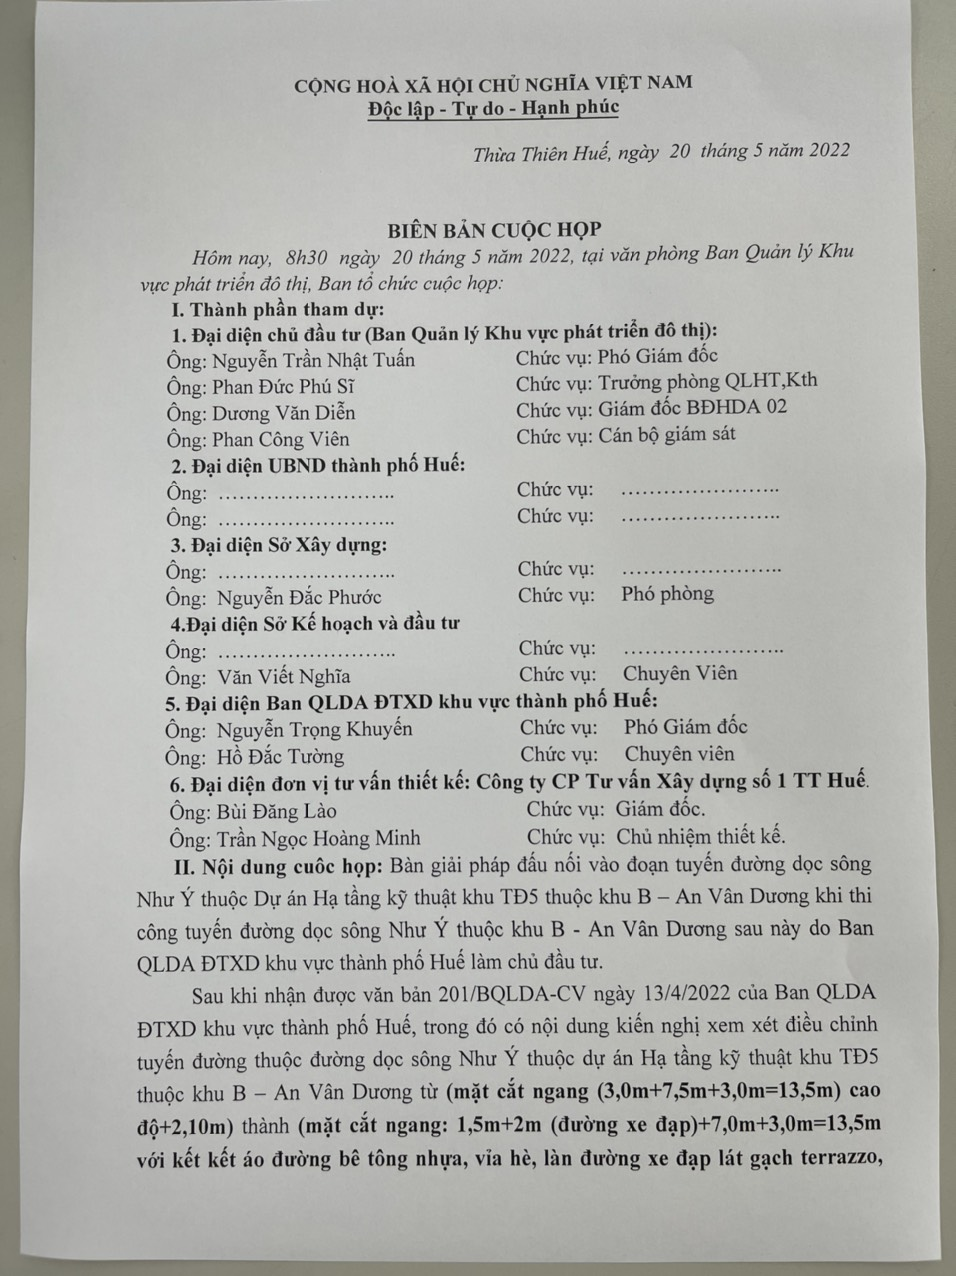 CỘNG HOÀ XÃ HỘI CHỦ NGHĨA VIỆT NAM
Độc lập - Tự do - Hạnh phúc
Thừa Thiên Huế, ngày 20 tháng 5 năm 2022
BIÊN BẢN CUỘC HỌP
Hôm nay, 8h30 ngày 20 tháng 5 năm 2022, tại văn phòng Ban Quản lý Khu
vực phát triển đô thị, Ban tổ chức cuộc họp:
I. Thành phần tham dự:
1. Đại diện chủ đầu tư (Ban Quản lý Khu vực phát triển đô thị):
Ông: Nguyễn Trần Nhật Tuấn Chức vụ: Phó Giám đốc
Ông: Phan Đức Phú Sĩ Chức vụ: Trưởng phòng QLHT,Kth
Ông: Dương Văn Diễn Chức vụ: Giám đốc BĐHDA 02
Ông: Phan Công Viên Chức vụ: Cán bộ giám sát
2. Đại diện UBND thành phố Huế:
Ông: ............................ Chức vụ: .........................
Ông: ............................ Chức vụ: .........................
3. Đại diện Sở Xây dựng:
Ông: ............................ Chức vụ: .........................
Ông: Nguyễn Đắc Phước Chức vụ: Phó phòng
4.Đại diện Sở Kế hoạch và đầu tư
Ông: ............................ Chức vụ: .........................
Ông: Văn Viết Nghĩa Chức vụ: Chuyên Viên
5. Đại diện Ban QLDA ĐTXD khu vực thành phố Huế:
Ông: Nguyễn Trọng Khuyến Chức vụ: Phó Giám đốc
Ông: Hồ Đắc Tường Chức vụ: Chuyên viên
6. Đại diện đơn vị tư vấn thiết kế: Công ty CP Tư vấn Xây dựng số 1 TT Huế.
Ông: Bùi Đăng Lào Chức vụ: Giám đốc.
Ông: Trần Ngọc Hoàng Minh Chức vụ: Chủ nhiệm thiết kế.
II. Nội dung cuôc họp: Bàn giải pháp đấu nối vào đoạn tuyến đường dọc sông
Như Ý thuộc Dự án Hạ tầng kỹ thuật khu TĐ5 thuộc khu B – An Vân Dương khi thi
công tuyến đường dọc sông Như Ý thuộc khu B - An Vân Dương sau này do Ban
QLDA ĐTXD khu vực thành phố Huế làm chủ đầu tư.
Sau khi nhận được văn bản 201/BQLDA-CV ngày 13/4/2022 của Ban QLDA
ĐTXD khu vực thành phố Huế, trong đó có nội dung kiến nghị xem xét điều chỉnh
tuyến đường thuộc đường dọc sông Như Ý thuộc dự án Hạ tầng kỹ thuật khu TĐ5
thuộc khu B – An Vân Dương từ (mặt cắt ngang (3,0m+7,5m+3,0m=13,5m) cao
độ+2,10m) thành (mặt cắt ngang: 1,5m+2m (đường xe đạp)+7,0m+3,0m=13,5m
với kết kết áo đường bê tông nhựa, vỉa hè, làn đường xe đạp lát gạch terrazzo,